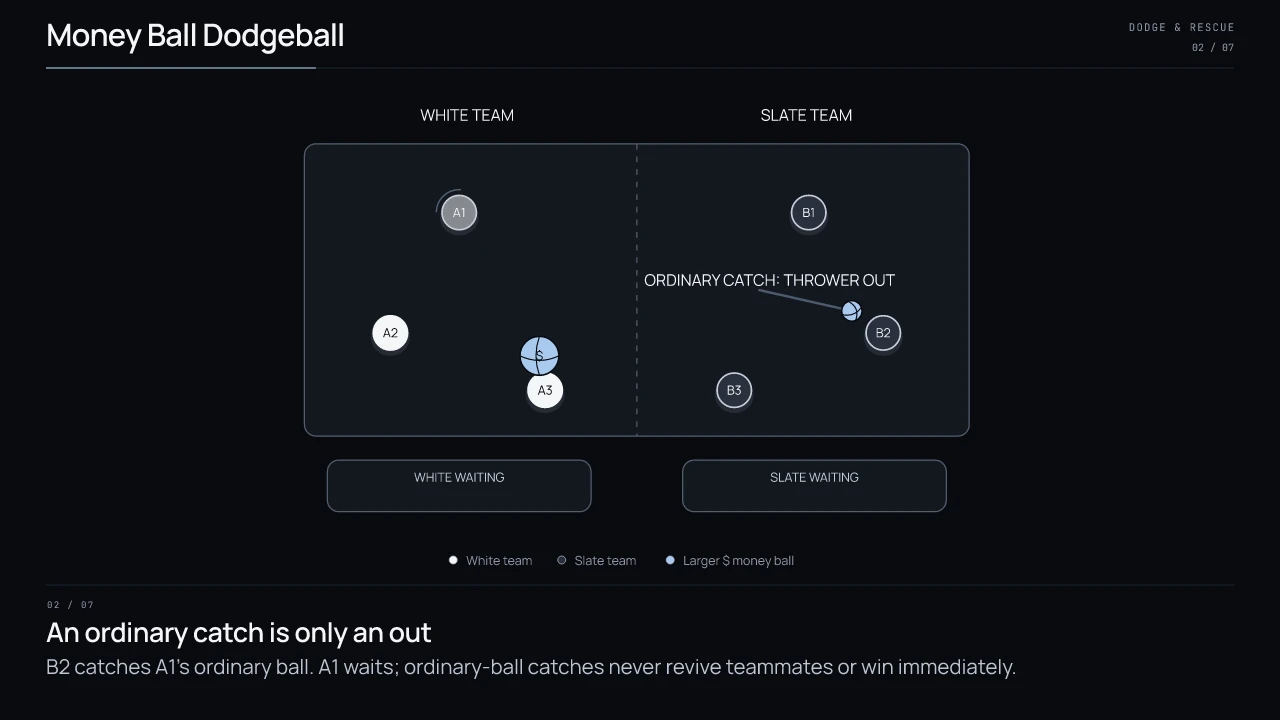 Money Ball Dodgeball
DODGE & RESCUE
02 / 07
WHITE TEAM
SLATE TEAM
A1
B1
ORDINARY CATCH: THROWER OUT
A2
B2
$
A3
B3
WHITE WAITING
SLATE WAITING
White team
Slate team
Larger $ money ball
02 / 07
An ordinary catch is only an out
B2 catches A1's ordinary ball. A1 waits; ordinary-ball catches never revive teammates or win immediately.